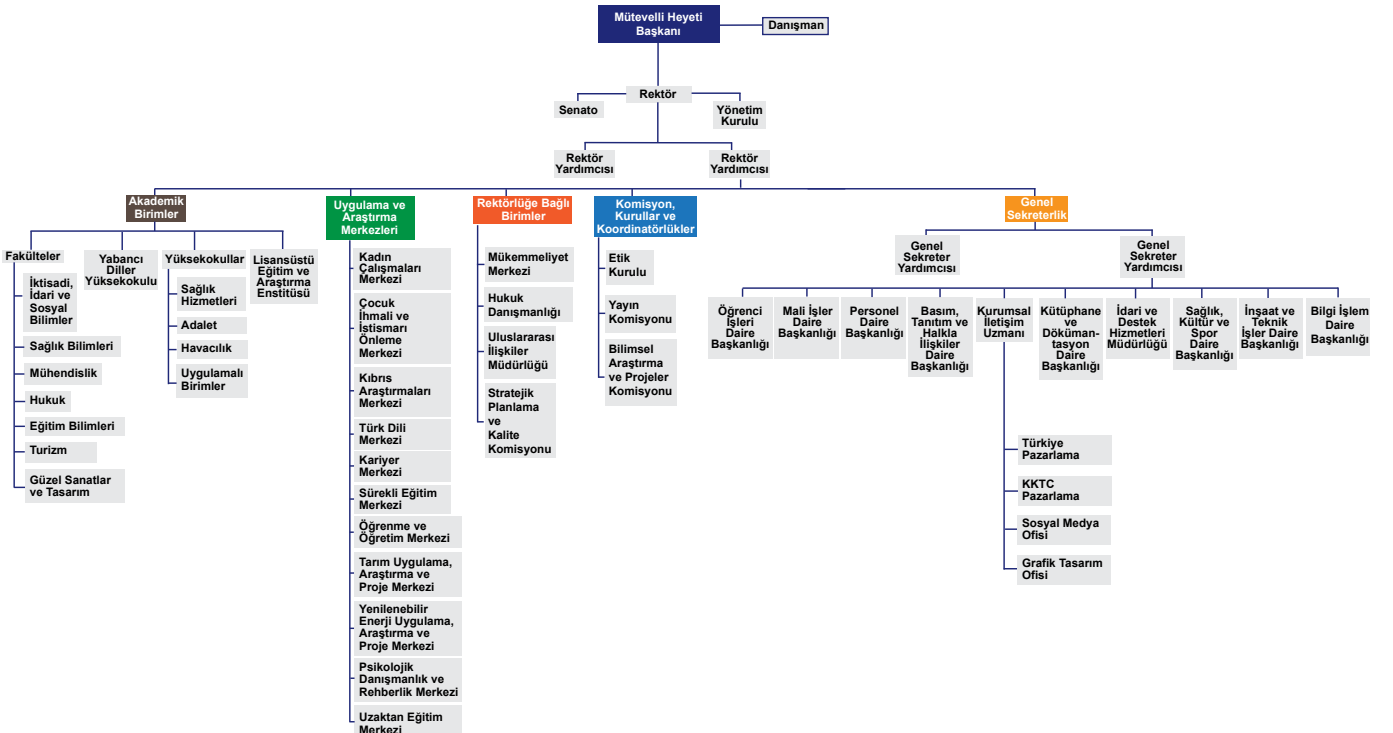 Mütevelli Heyeti
Başkanı
Danışman
Rektör
Senato
Yönetim
Kurulu
Rektör
Yardımcısı
Rektör
Yardımcısı
Akademik
Birimler
Uygulama ve
Araştırma
Merkezleri
Rektörlüğe Bağlı
Birimler
Komisyon,
Kurullar ve
Koordinatörlükler
Genel
Sekreterlik
Fakülteler
İktisadi,
İdari ve
Sosyal
Bilimler
Sağlık Bilimleri
Mühendislik
Hukuk
Eğitim Bilimleri
Turizm
Güzel Sanatlar
ve Tasarım
Yabancı
Diller
Yüksekokulu
Yüksekokullar
Sağlık
Hizmetleri
Adalet
Havacılık
Uygulamalı
Birimler
Lisansüstü
Eğitim ve
Araştırma
Enstitüsü
Kadın
Çalışmaları
Merkezi
Çocuk
İhmali ve
İstismarı
Önleme
Merkezi
Kıbrıs
Araştırmaları
Merkezi
Türk Dili
Merkezi
Kariyer
Merkezi
Sürekli Eğitim
Merkezi
Öğrenme ve
Öğretim Merkezi
Tarım Uygulama,
Araştırma ve
Proje Merkezi
Yenilenebilir
Enerji Uygulama,
Araştırma ve
Proje Merkezi
Psikolojik
Danışmanlık ve
Rehberlik Merkezi
Uzaktan Eğitim
Merkezi
Mükemmeliyet
Merkezi
Hukuk
Danışmanlığı
Uluslararası
İlişkiler
Müdürlüğü
Stratejik
Planlama
ve
Kalite
Komisyonu
Etik
Kurulu
Yayın
Komisyonu
Bilimsel
Araştırma
ve Projeler
Komisyonu
Genel
Sekreter
Yardımcısı
Genel
Sekreter
Yardımcısı
Öğrenci
İşleri
Daire
Başkanlığı
Mali İşler
Daire
Başkanlığı
Personel
Daire
Başkanlığı
Basım,
Tanıtım ve
Halkla
İlişkiler
Daire
Başkanlığı
Kurumsal
İletişim
Uzmanı
Kütüphane
ve
Döküman-
tasyon
Daire
Başkanlığı
İdari ve
Destek
Hizmetleri
Müdürlüğü
Sağlık,
Kültür ve
Spor
Daire
Başkanlığı
İnşaat ve
Teknik
İşler Daire
Başkanlığı
Bilgi İşlem
Daire
Başkanlığı
Türkiye
Pazarlama
KKTC
Pazarlama
Sosyal Medya
Ofisi
Grafik Tasarım
Ofisi